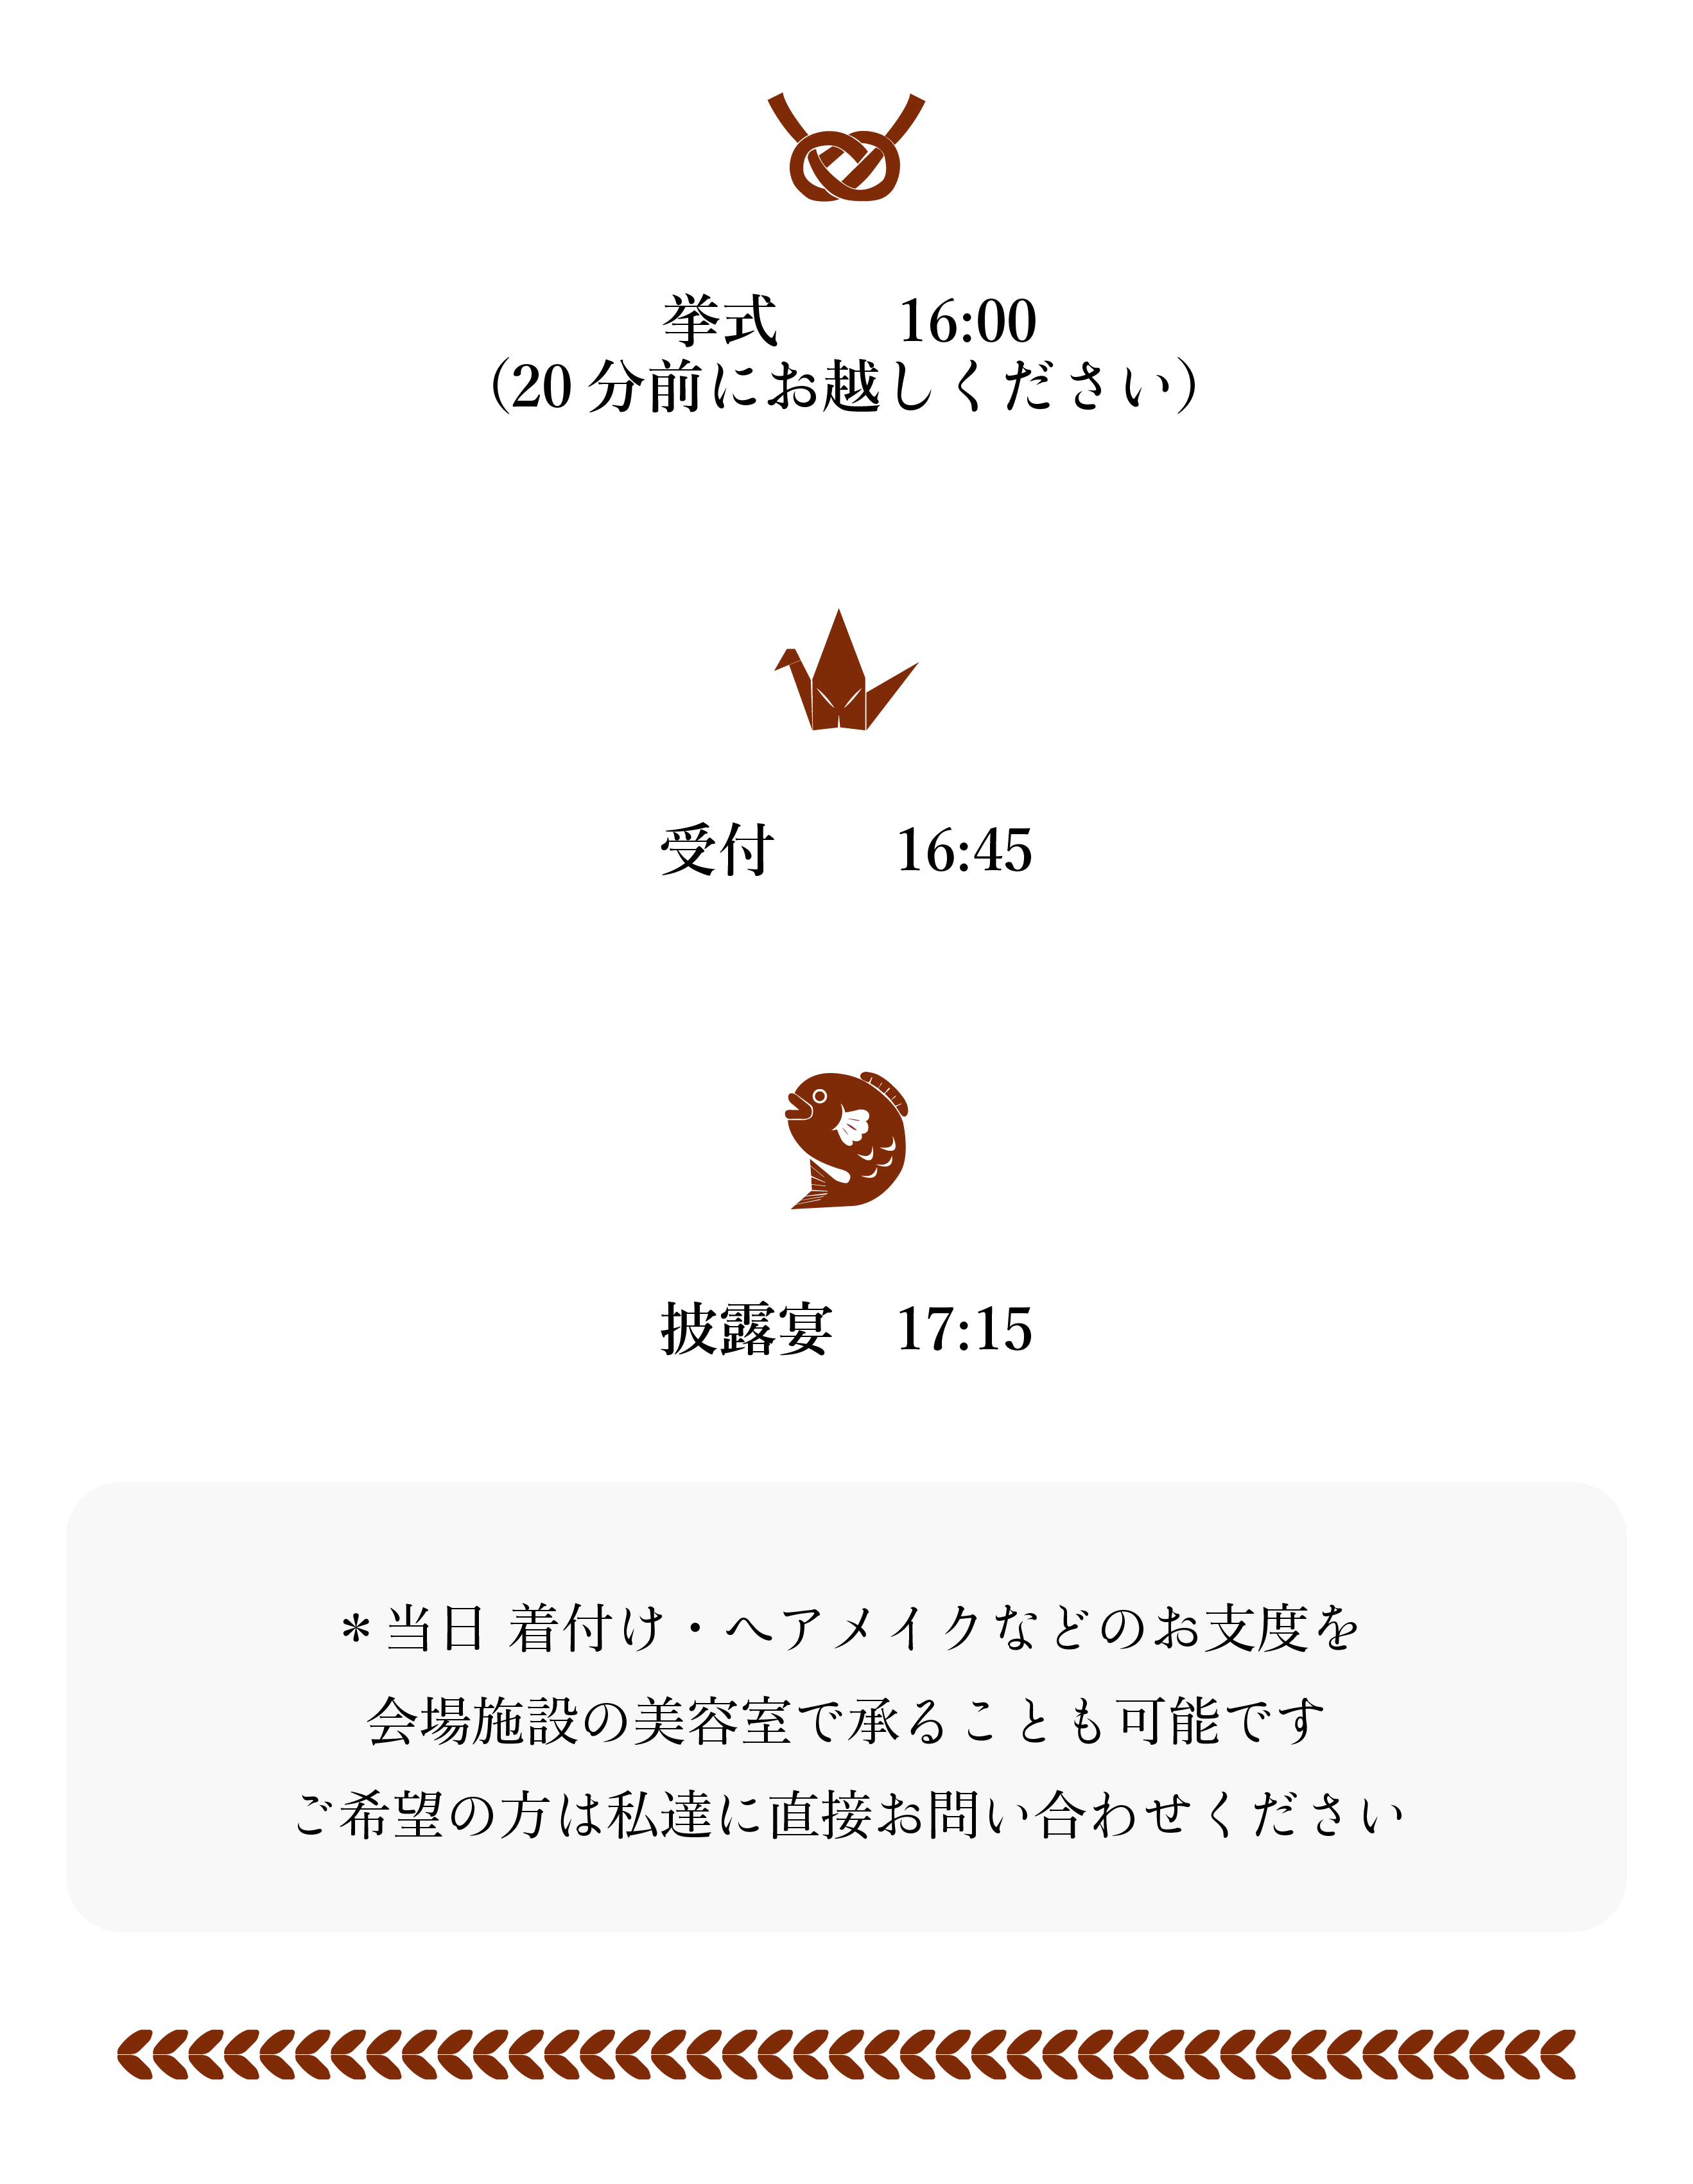 挙式　　16:00
（20 分前にお越しください）
受付　　16:45
披露宴　17:15
＊当日 着付け・ヘアメイクなどのお支度を
会場施設の美容室で承ることも可能です
ご希望の方は私達に直接お問い合わせください